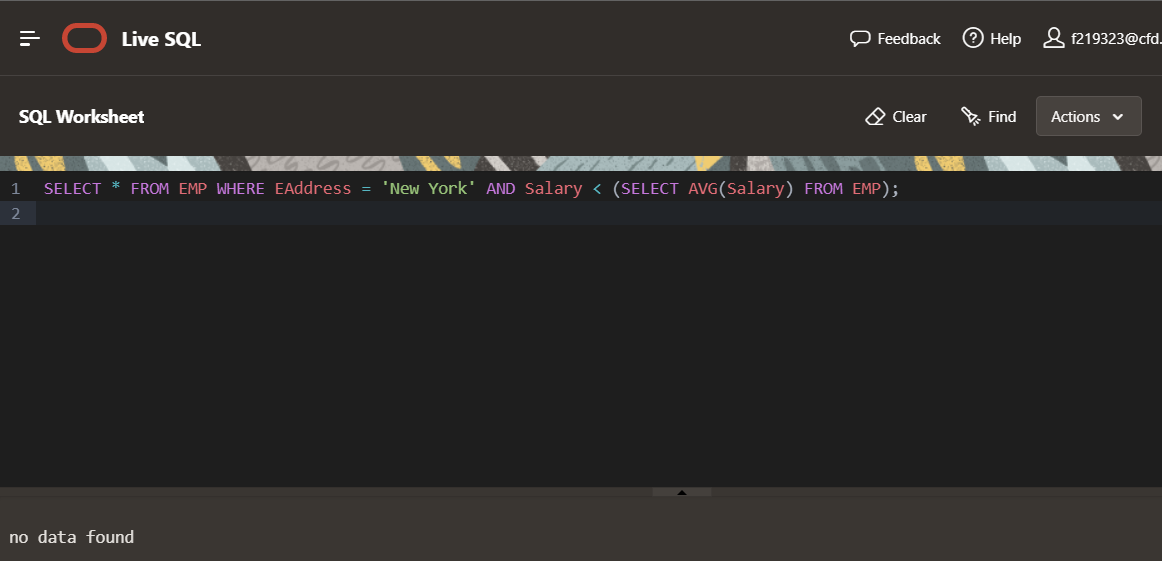 Live SQL
Feedback
Help
f219323@cfd.
SQL Worksheet
Clear
Find
Actions
1 SELECT * FROM EMP WHERE EAddress = 'New York' AND Salary < (SELECT AVG(Salary) FROM EMP);
2
no data found